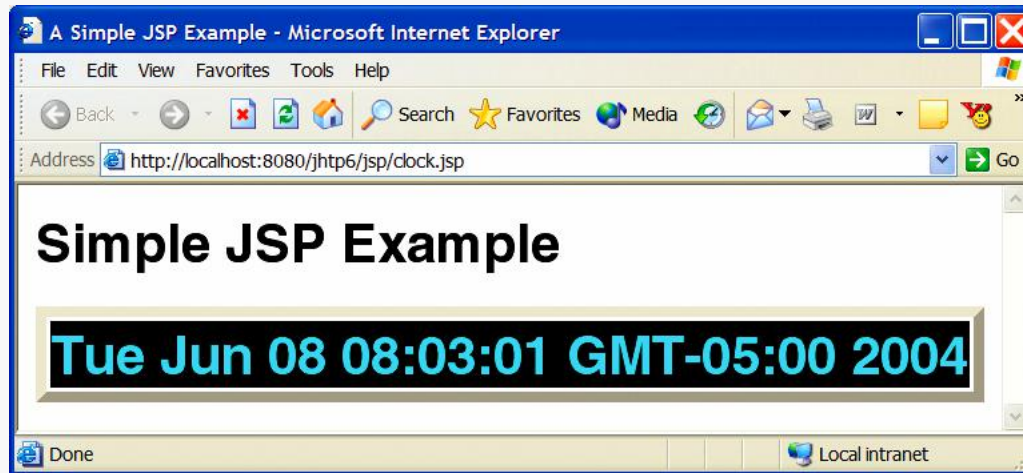 A Simple JSP Example - Microsoft Internet Explorer
File Edit View Favorites Tools Help
Back Search Favorites Media
Address http://localhost:8080/jhtp6/jsp/clock.jsp Go
Simple JSP Example
Tue Jun 08 08:03:01 GMT-05:00 2004
Done Local intranet